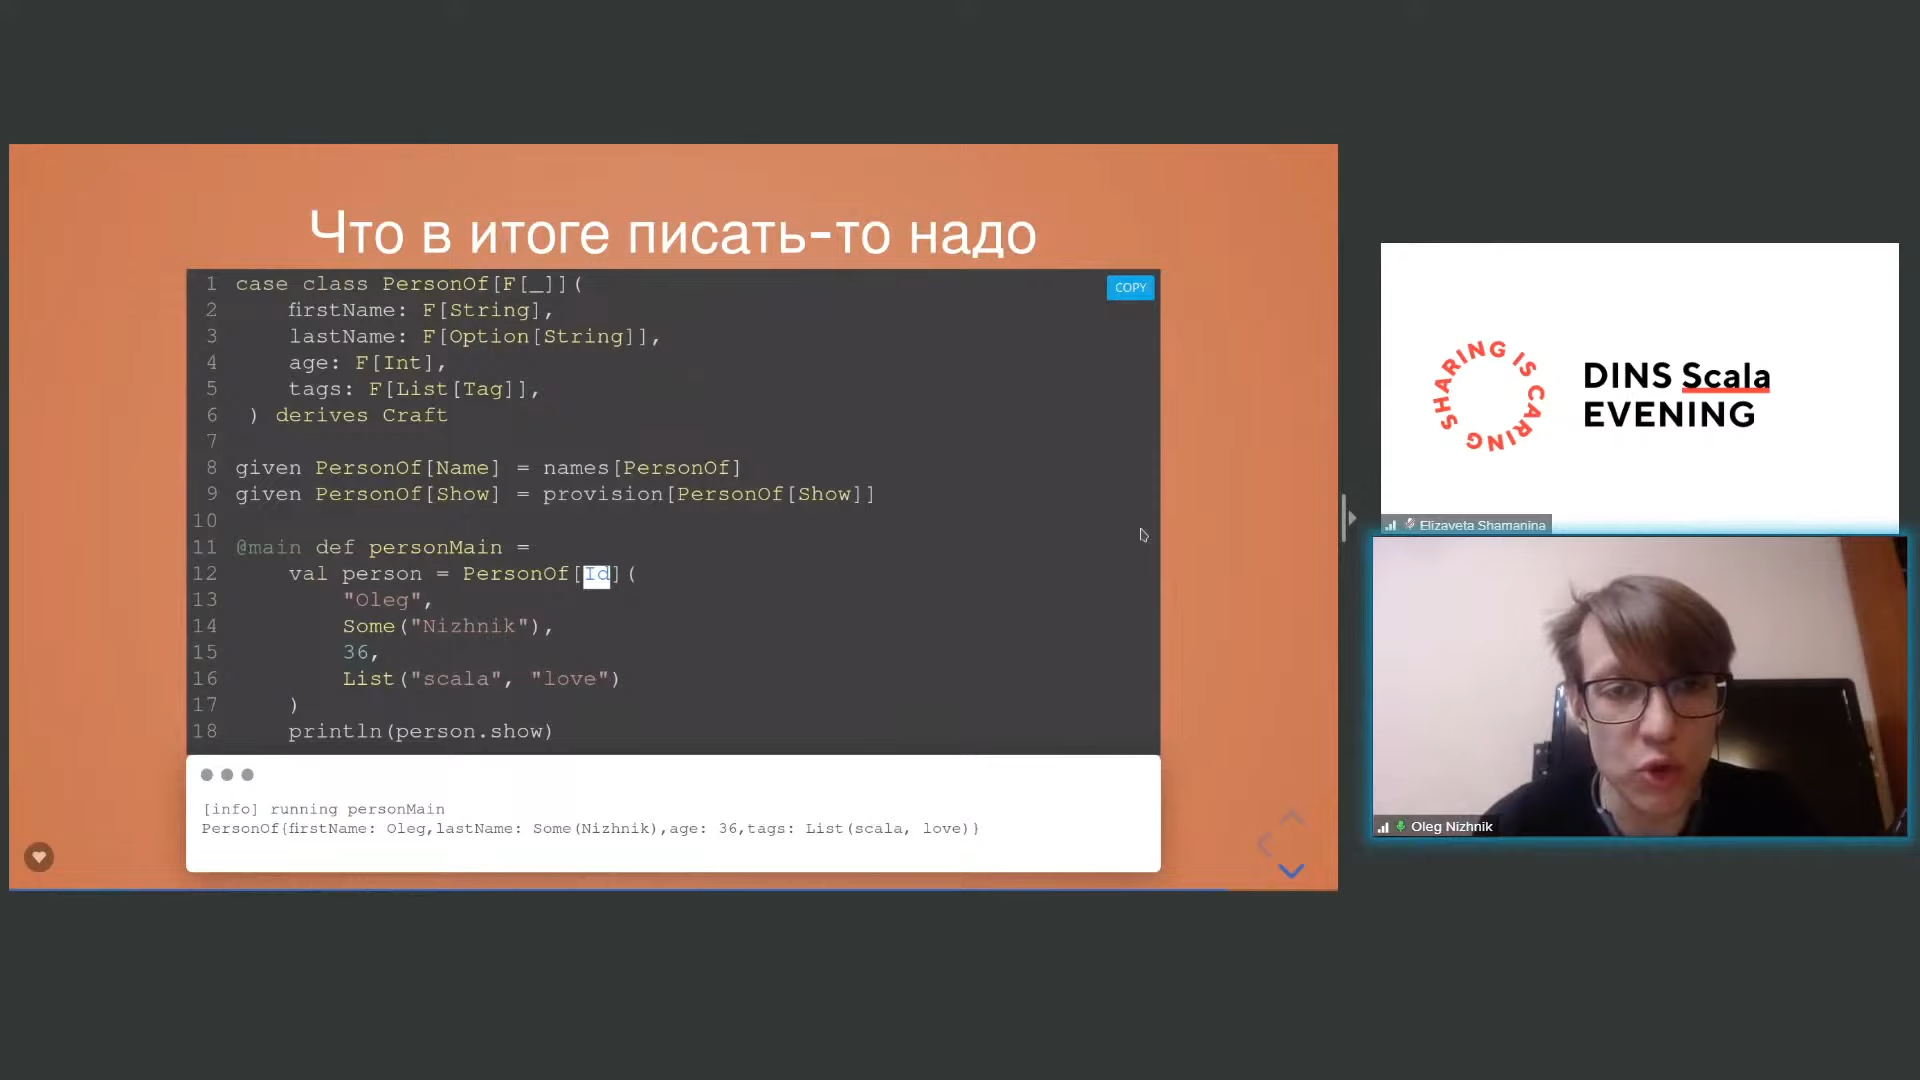 Что в итоге писать-то надо
COPY
1 case class PersonOf[F[_]](
2 firstName: F[String],
3 lastName: F[Option[String]],
4 age: F[Int],
5 tags: F[List[Tag]],
6 ) derives Craft
7
8 given PersonOf[Name] = names[PersonOf]
9 given PersonOf[Show] = provision[PersonOf[Show]]
10
11 @main def personMain =
12 val person = PersonOf[Id](
13 "Oleg",
14 Some("Nizhnik"),
15 36,
16 List("scala", "love")
17 )
18 println(person.show)
[info] running personMain
PersonOf{firstName: Oleg,lastName: Some(Nizhnik),age: 36,tags: List(scala, love)}
SHARING IS CARING
DINS Scala
EVENING
Elizaveta Shamanina
Oleg Nizhnik